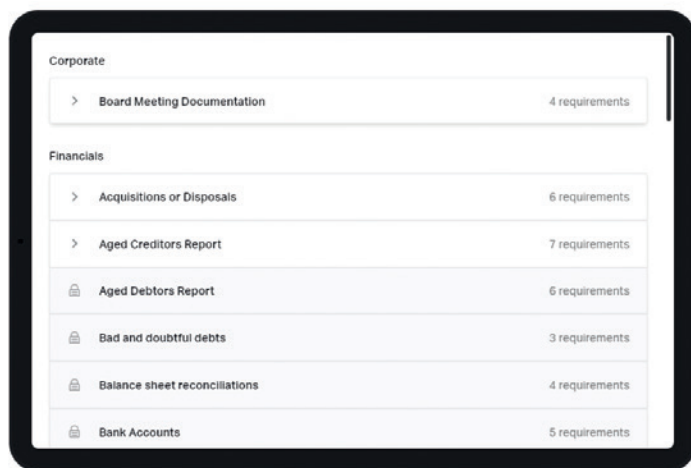 Corporate
Board Meeting Documentation 4 requirements
Financials
Acquisitions or Disposals 6 requirements
Aged Creditors Report 7 requirements
Aged Debtors Report 6 requirements
Bad and doubtful debts 3 requirements
Balance sheet reconciliations 4 requirements
Bank Accounts 5 requirements